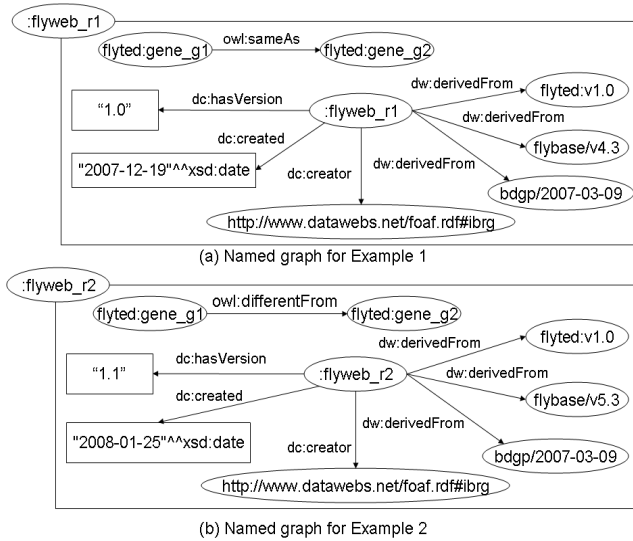 :flyweb_r1
owl:sameAs
flyted:gene_g1
flyted:gene_g2
dw:derivedFrom
flyted:v1.0
dc:hasVersion
“1.0”
:flyweb_r1
dw:derivedFrom
dc:created
flybase/v4.3
"2007-12-19"^^xsd:date
dw:derivedFrom
dc:creator
bdgp/2007-03-09
http://www.datawebs.net/foaf.rdf#ibrg
(a) Named graph for Example 1
:flyweb_r2
owl:differentFrom
flyted:gene_g1
flyted:gene_g2
dw:derivedFrom
flyted:v1.0
dc:hasVersion
“1.1”
:flyweb_r2
dw:derivedFrom
dc:created
flybase/v5.3
dw:derivedFrom
"2008-01-25"^^xsd:date
dc:creator
bdgp/2007-03-09
http://www.datawebs.net/foaf.rdf#ibrg
(b) Named graph for Example 2